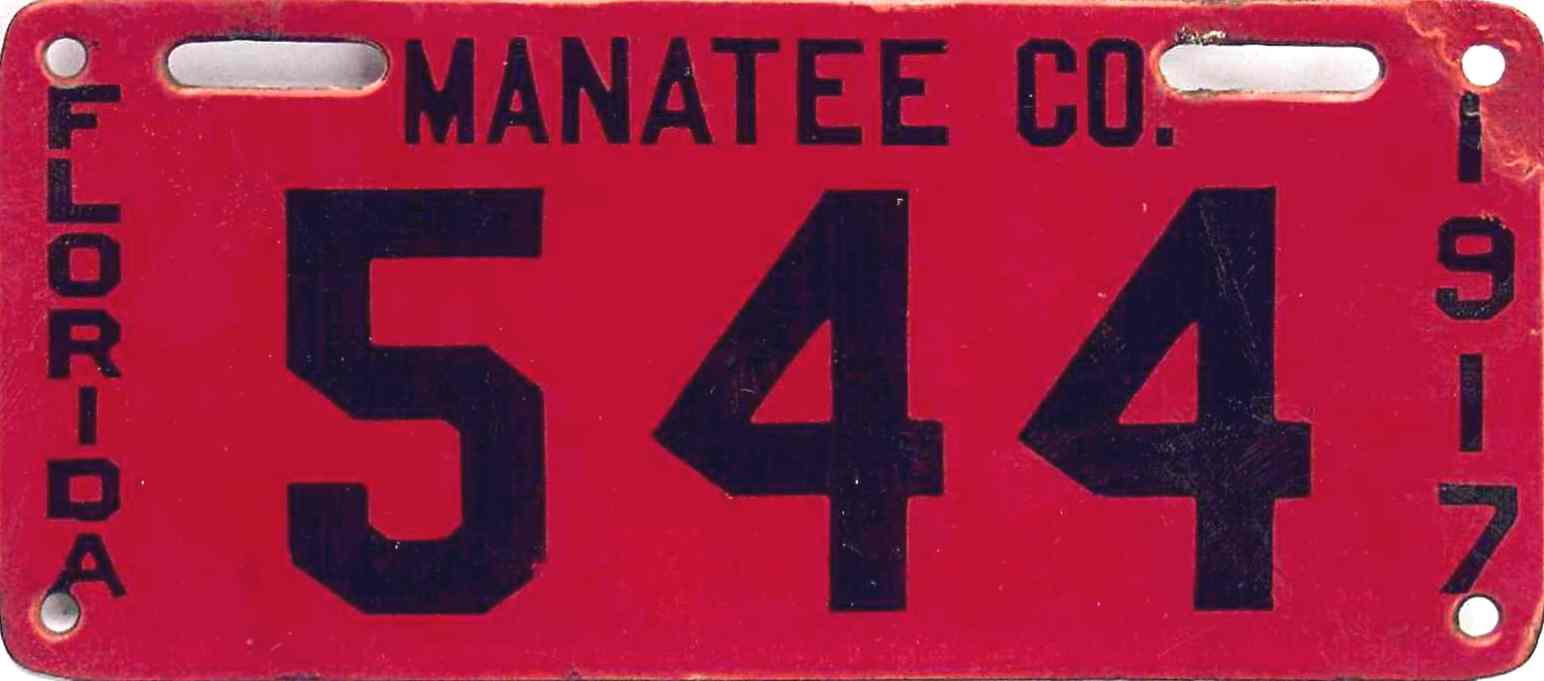 MANATEE CO.
FLORIDA
544
1917